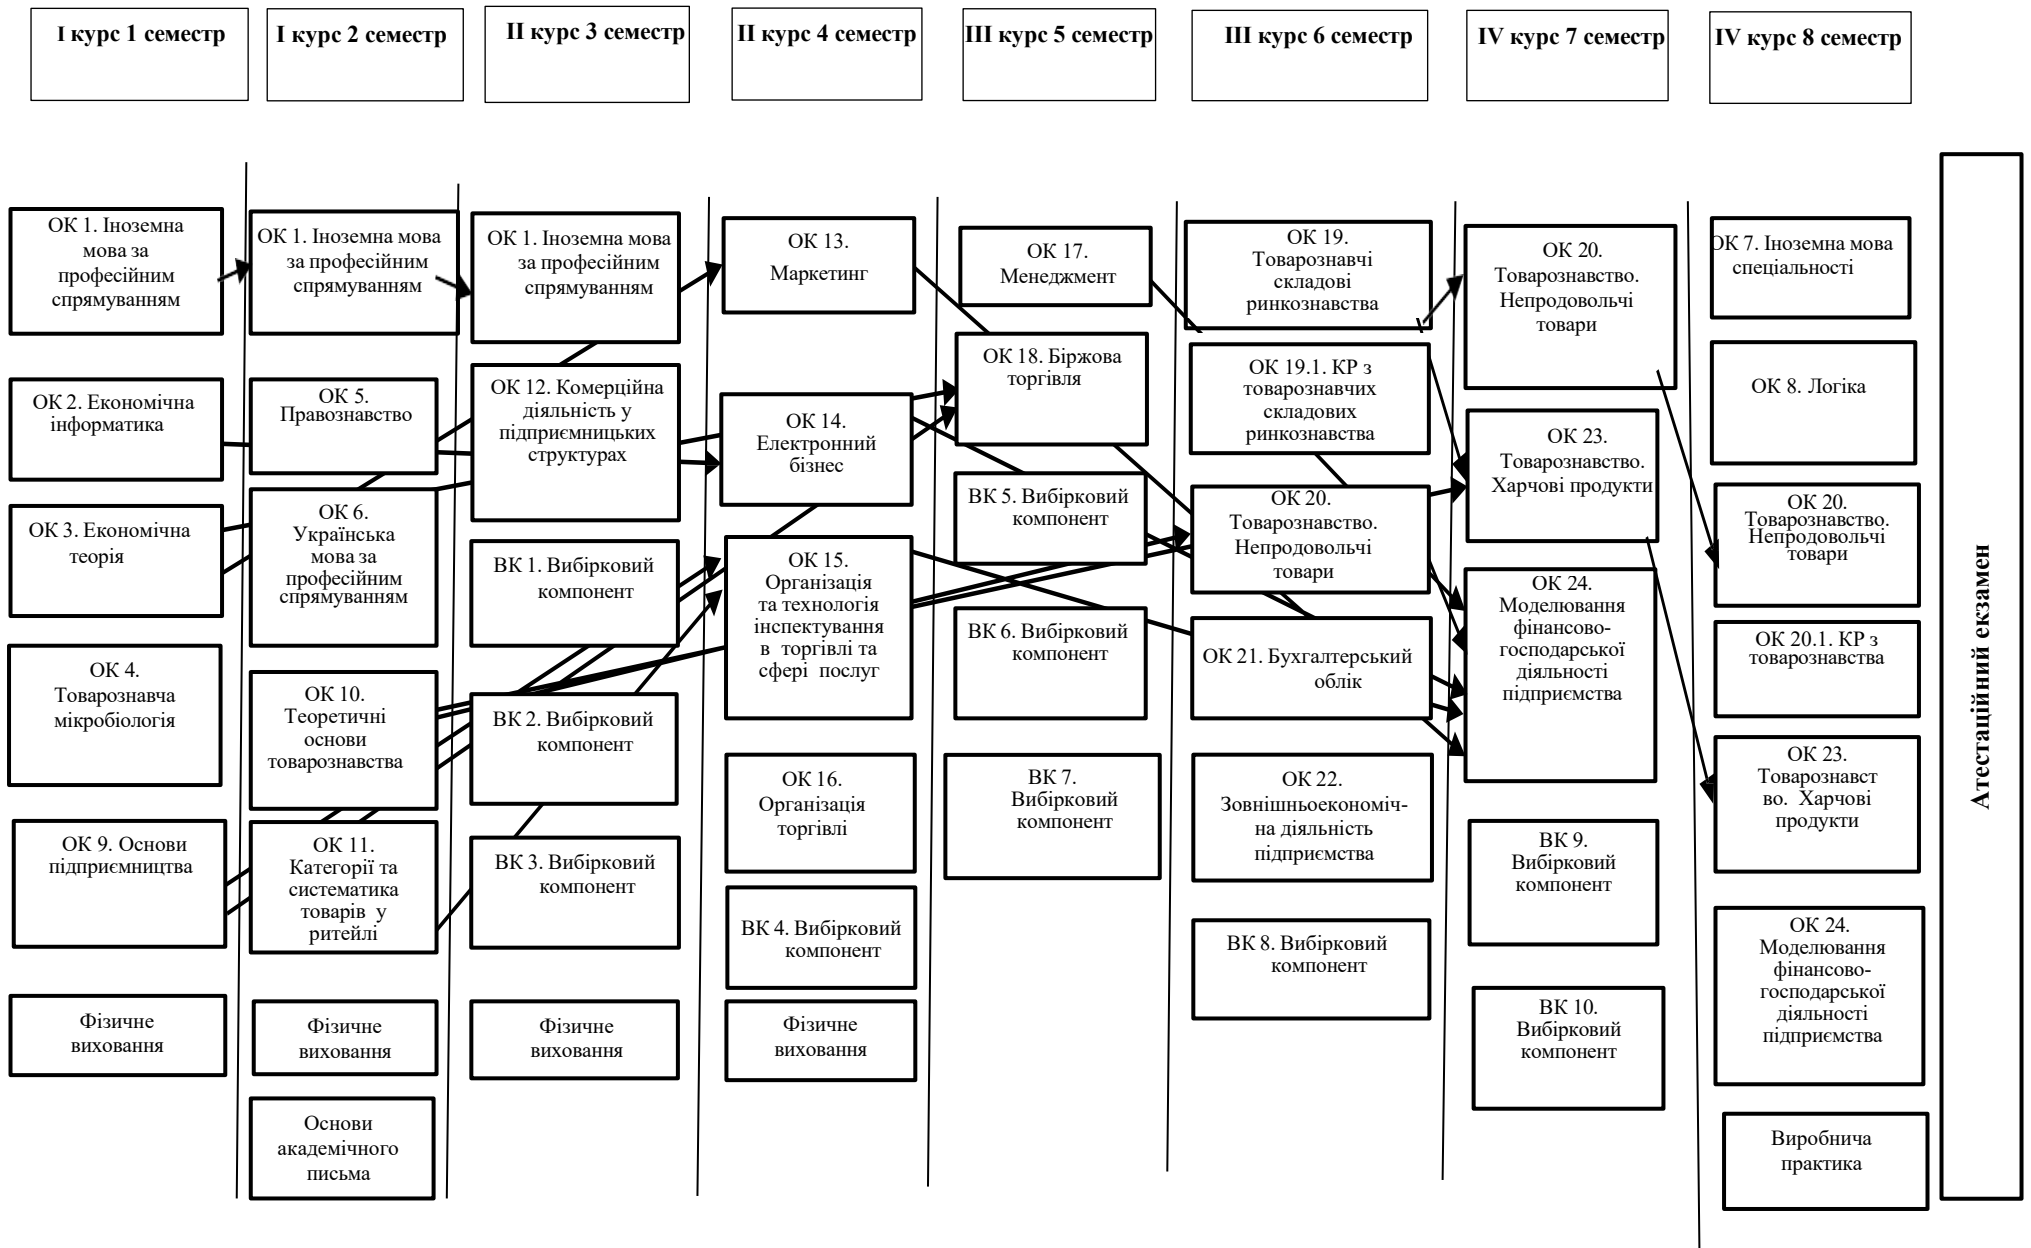 І курс 1 семестр
І курс 2 семестр
ІІ курс 3 семестр
ІІ курс 4 семестр
ІІІ курс 5 семестр
ІІІ курс 6 семестр
IV курс 7 семестр
IV курс 8 семестр
ОК 1. Іноземна
мова за
професійним
спрямуванням
ОК 2. Економічна
інформатика
ОК 3. Економічна
теорія
ОК 4.
Товарознавча
мікробіологія
ОК 9. Основи
підприємництва
Фізичне
виховання
ОК 1. Іноземна мова
за професійним
спрямуванням
ОК 5.
Правознавство
ОК 6.
Українська
мова за
професійним
спрямуванням
ОК 10.
Теоретичні
основи
товарознавства
ОК 11.
Категорії та
систематика
товарів у
ритейлі
Фізичне
виховання
Основи
академічного
письма
ОК 1. Іноземна мова
за професійним
спрямуванням
ОК 12. Комерційна
діяльність у
підприємницьких
структурах
ВК 1. Вибірковий
компонент
ВК 2. Вибірковий
компонент
ВК 3. Вибірковий
компонент
Фізичне
виховання
ОК 13.
Маркетинг
ОК 14.
Електронний
бізнес
ОК 15.
Організація
та технологія
інспектування
в торгівлі та
сфері послуг
ОК 16.
Організація
торгівлі
ВК 4. Вибірковий
компонент
Фізичне
виховання
ОК 17.
Менеджмент
ОК 18. Біржова
торгівля
ВК 5. Вибірковий
компонент
ВК 6. Вибірковий
компонент
ВК 7.
Вибірковий
компонент
ОК 19.
Товарознавчі
складові
ринкознавства
ОК 19.1. КР з
товарознавчих
складових
ринкознавства
ОК 20.
Товарознавство.
Непродовольчі
товари
ОК 21. Бухгалтерський
облік
ОК 22.
Зовнішньоекономіч-
на діяльність
підприємства
ВК 8. Вибірковий
компонент
ОК 20.
Товарознавство.
Непродовольчі
товари
ОК 23.
Товарознавство.
Харчові продукти
ОК 24.
Моделювання
фінансово-
господарської
діяльності
підприємства
ВК 9.
Вибірковий
компонент
ВК 10.
Вибірковий
компонент
ОК 7. Іноземна мова
спеціальності
ОК 8. Логіка
ОК 20.
Товарознавство.
Непродовольчі
товари
ОК 20.1. КР з
товарознавства
ОК 23.
Товарознавст
во. Харчові
продукти
ОК 24.
Моделювання
фінансово-
господарської
діяльності
підприємства
Виробнича
практика
Атестаційний екзамен